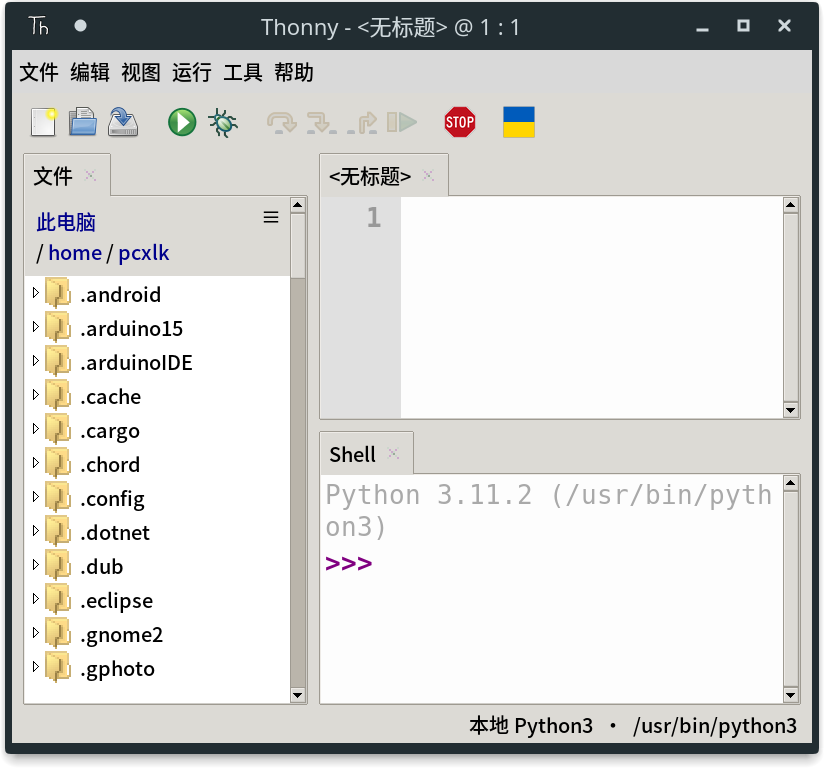 Th
Thonny - <无标题> @ 1 : 1
文件 编辑 视图 运行 工具 帮助
STOP
文件
此电脑
/ home / pcxlk
.android
.arduino15
.arduinoIDE
.cache
.cargo
.chord
.config
.dotnet
.dub
.eclipse
.gnome2
.gphoto
<无标题>
1
Shell
Python 3.11.2 (/usr/bin/pyth
on3)
>>>
本地 Python3 • /usr/bin/python3